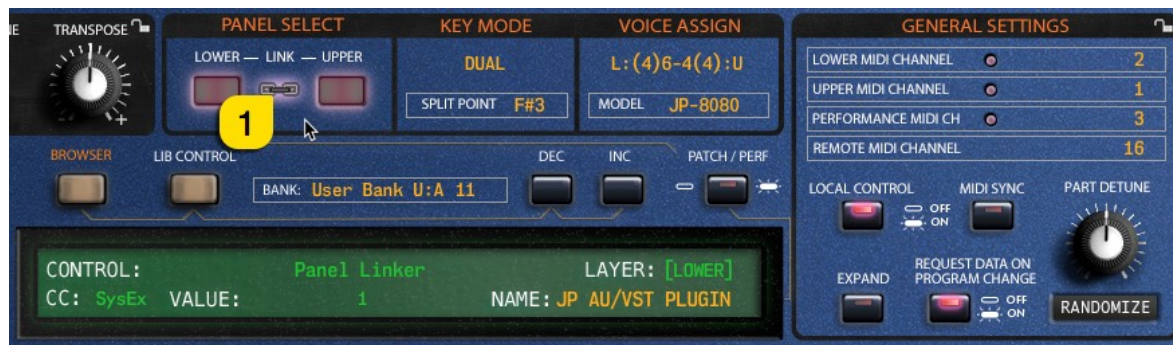 NE
TRANSPOSE
PANEL SELECT
LOWER — LINK — UPPER
1
KEY MODE
DUAL
SPLIT POINT F#3
VOICE ASSIGN
L:(4)6-4(4):U
MODEL JP-8080
GENERAL SETTINGS
LOWER MIDI CHANNEL 2
UPPER MIDI CHANNEL 1
PERFORMANCE MIDI CH 3
REMOTE MIDI CHANNEL 16
BROWSER
LIB CONTROL
BANK: User Bank U:A 11
DEC
INC
PATCH / PERF
LOCAL CONTROL
OFF
ON
MIDI SYNC
PART DETUNE
CONTROL: Panel Linker LAYER: [LOWER]
CC: SysEx VALUE: 1 NAME: JP AU/VST PLUGIN
EXPAND
REQUEST DATA ON
PROGRAM CHANGE
OFF
ON
RANDOMIZE